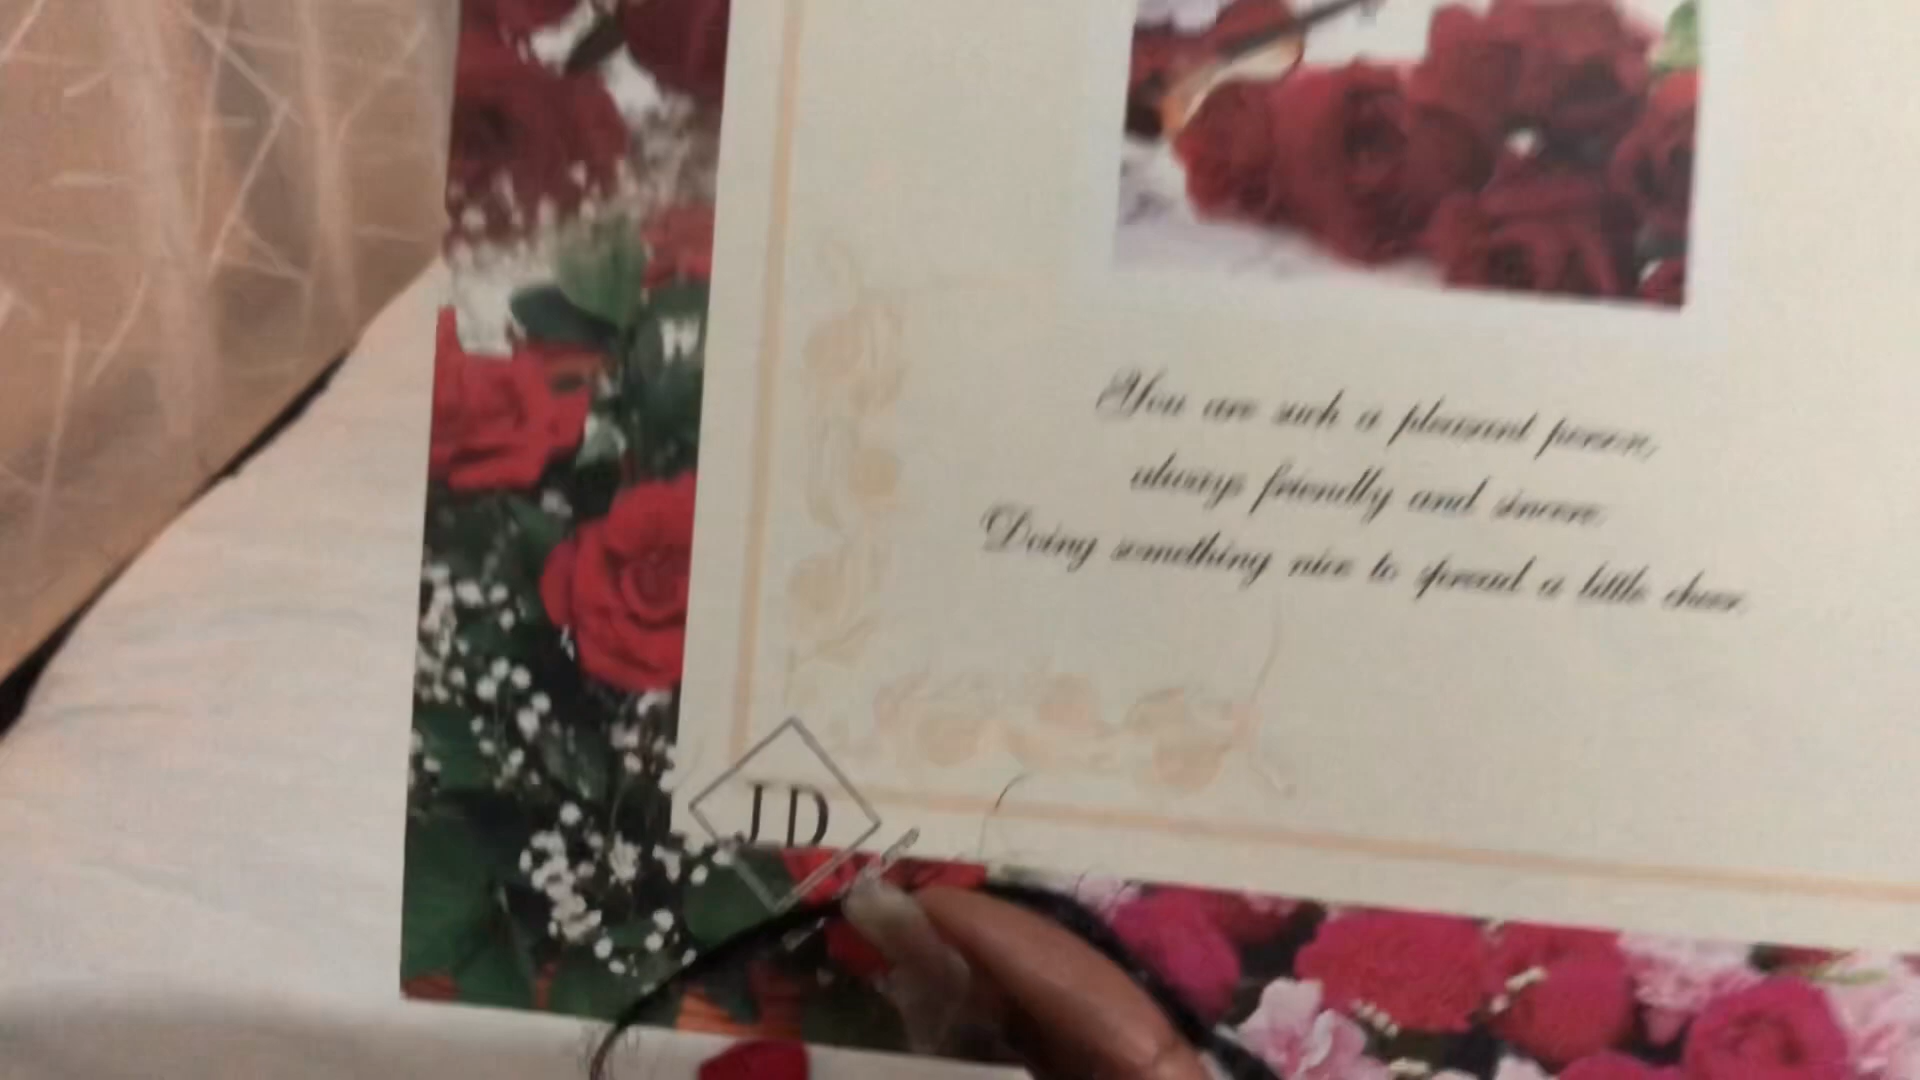 You are such a pleasant person,
always friendly and sincere.
Doing something nice to spread a little cheer.
JD